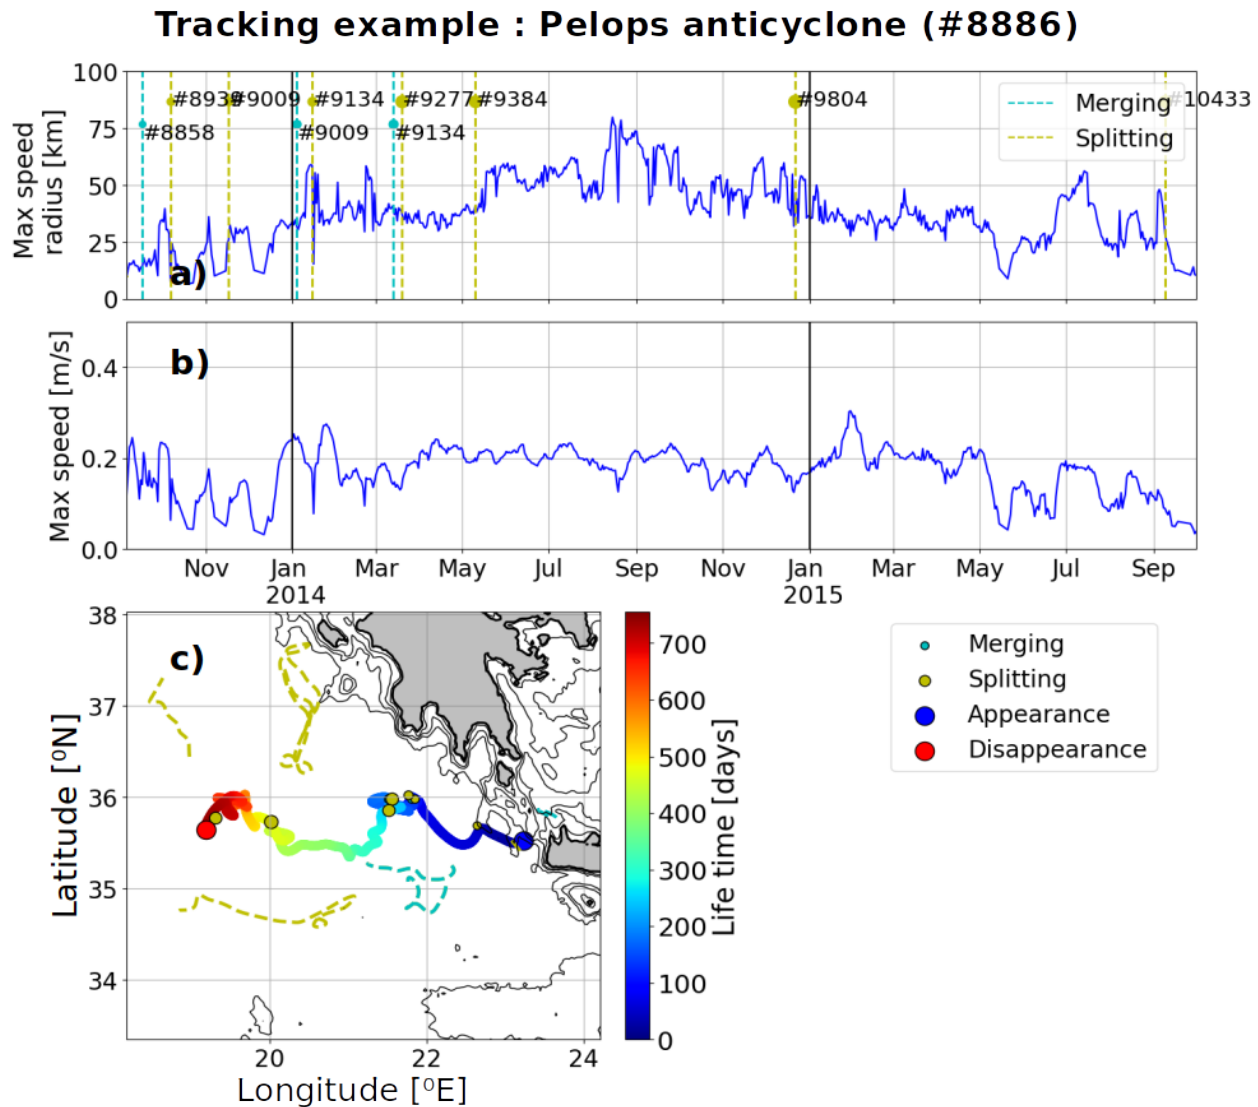 Tracking example : Pelops anticyclone (#8886)
100
75
50
25
0
Max speed
radius [km]
#8939
#9009
#9134
#9277
#9384
#9804
#10433
#8858
#9009
#9134
Merging
Splitting
a)
0.4
0.2
0.0
Max speed [m/s]
b)
Nov
Jan
Mar
May
Jul
Sep
Nov
Jan
Mar
May
Jul
Sep
2014
2015
38
37
36
35
34
Latitude [⁰N]
c)
20
22
24
Longitude [⁰E]
700
600
500
400
300
200
100
0
Life time [days]
Merging
Splitting
Appearance
Disappearance